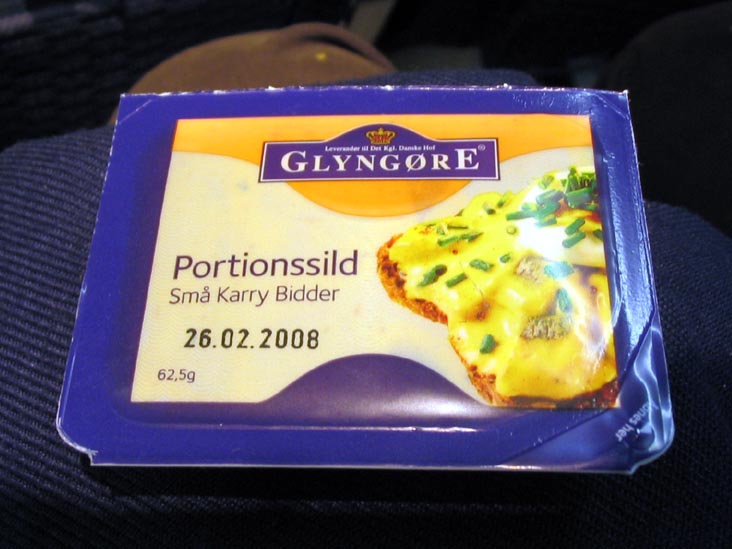 Leverandør til Det Kgl. Danske Hof
GLYNGØRE
Portionssild
Små Karry Bidder
26.02.2008
62,5g